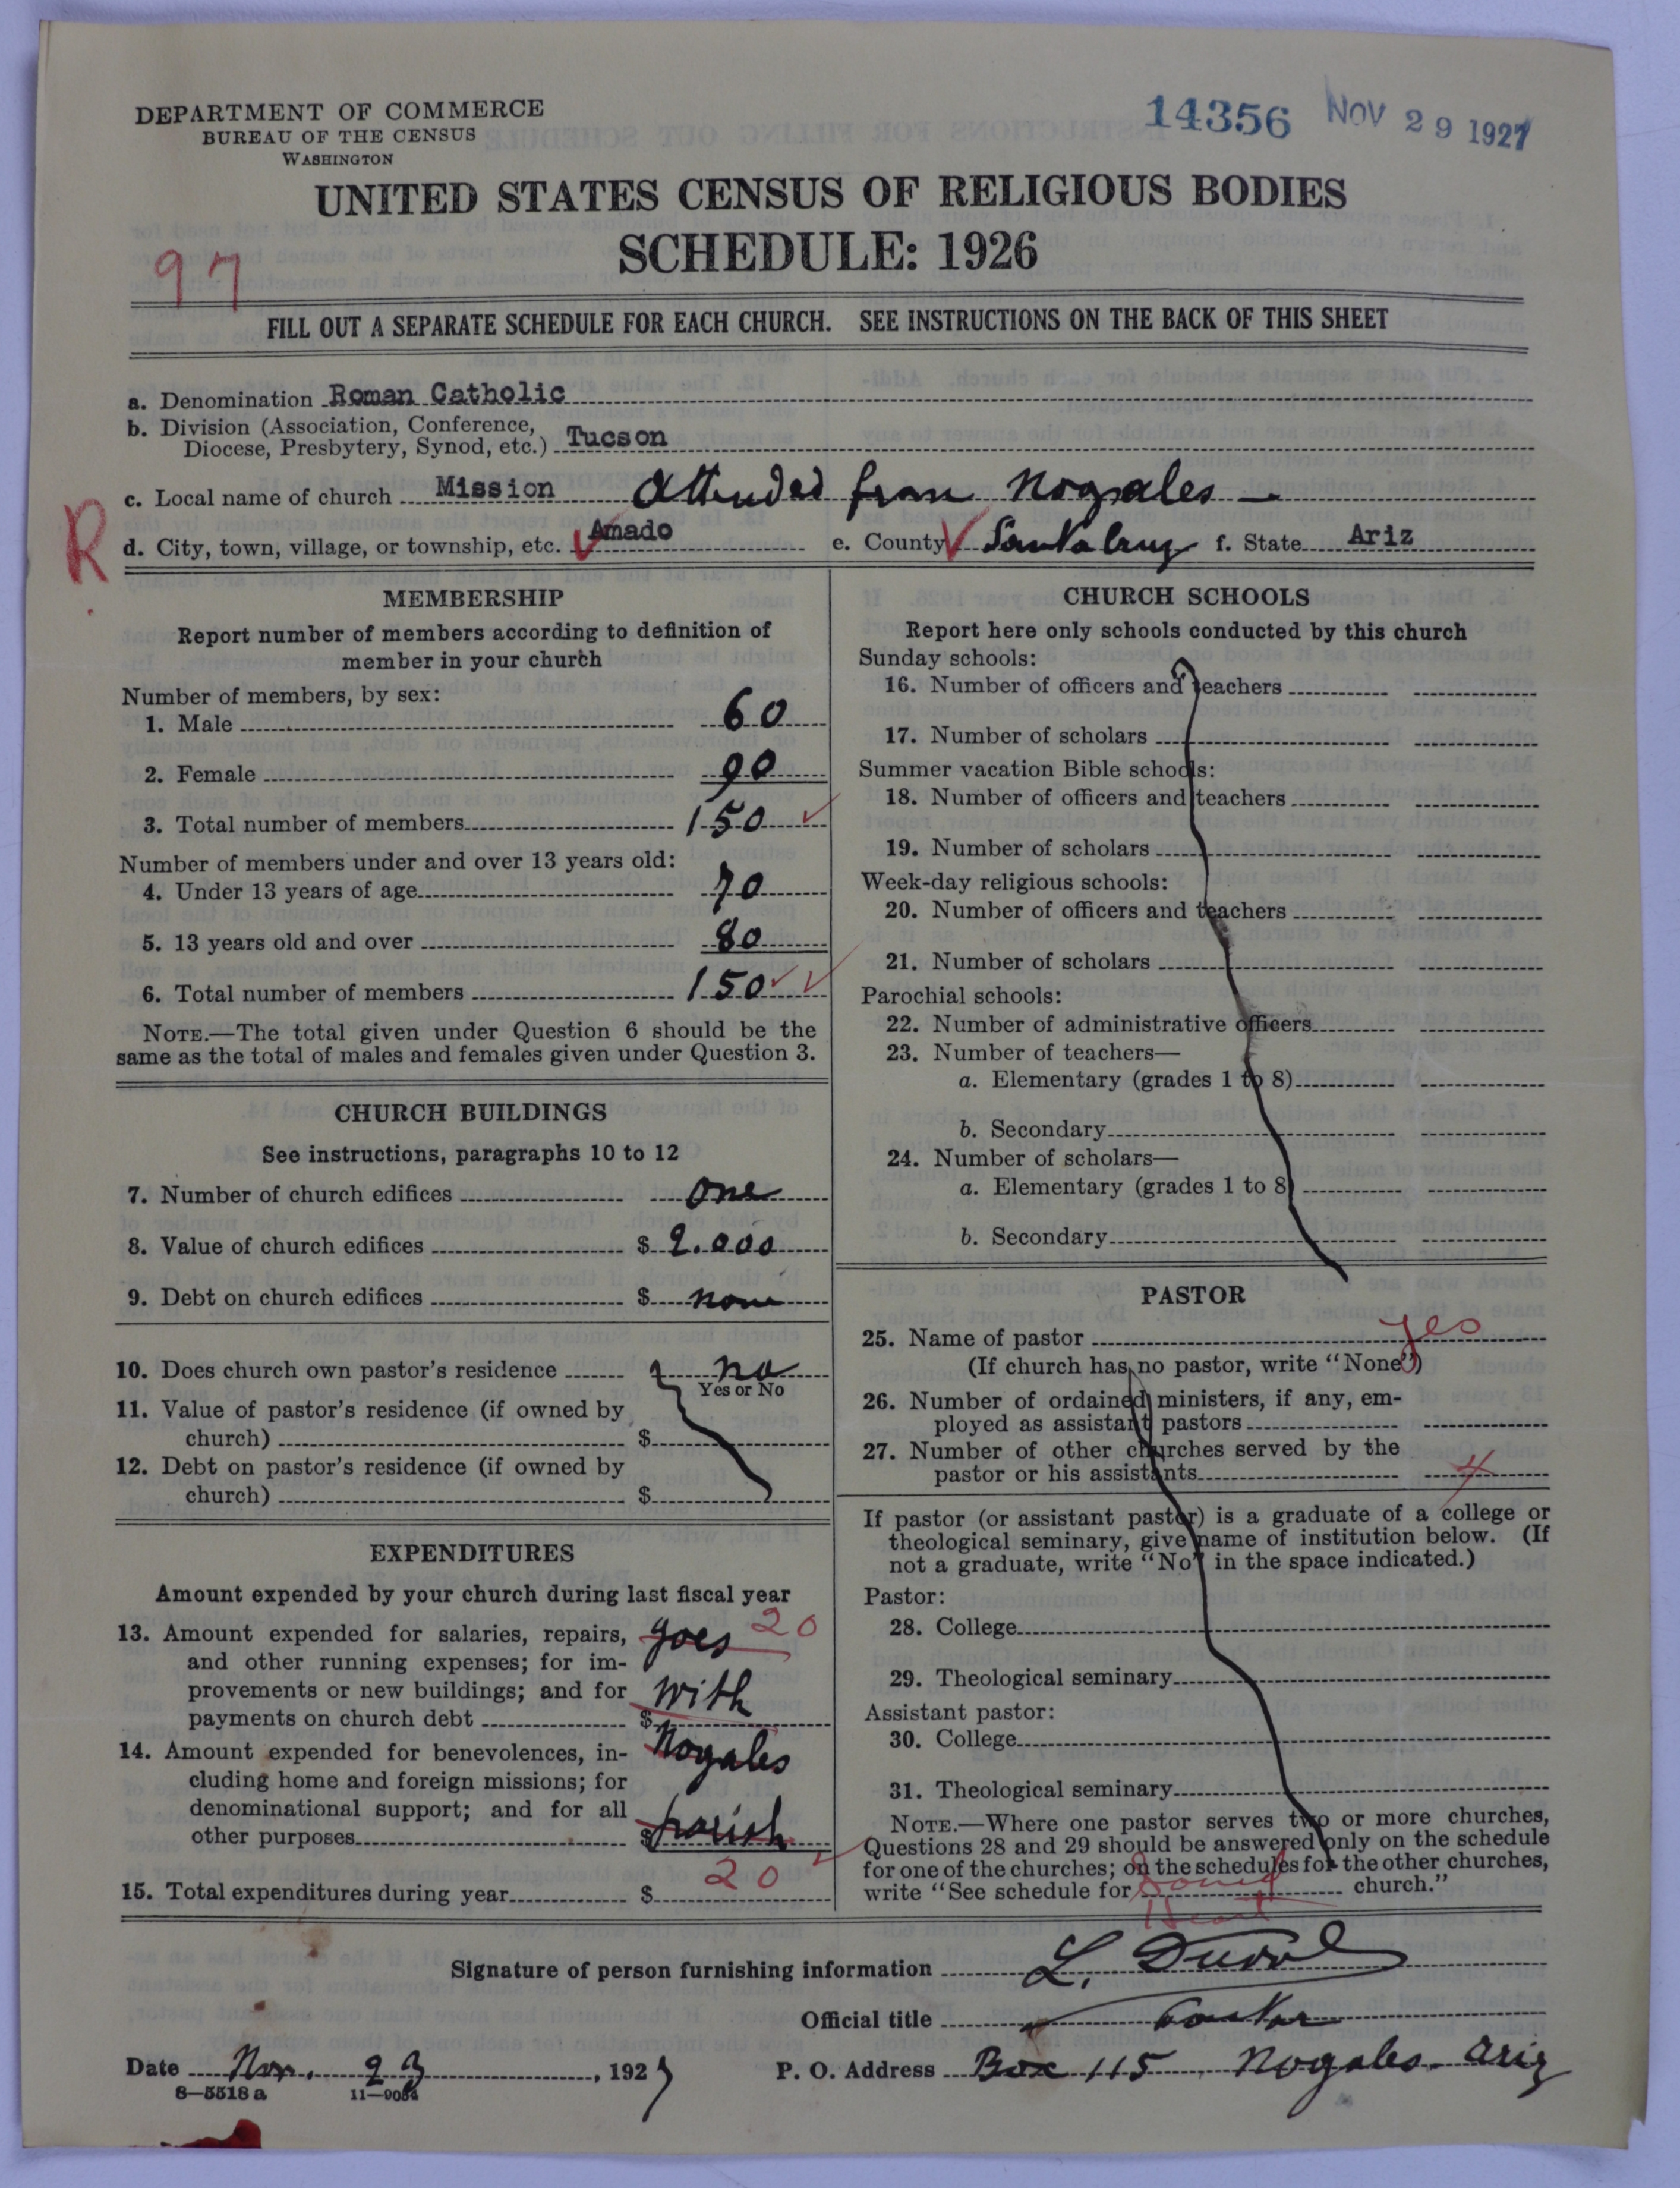 DEPARTMENT OF COMMERCE
BUREAU OF THE CENSUS
WASHINGTON
14356 NOV 29 1927
UNITED STATES CENSUS OF RELIGIOUS BODIES
SCHEDULE: 1926
97
FILL OUT A SEPARATE SCHEDULE FOR EACH CHURCH. SEE INSTRUCTIONS ON THE BACK OF THIS SHEET
a. Denomination Roman Catholic
b. Division (Association, Conference,
Diocese, Presbytery, Synod, etc.) Tucson
c. Local name of church Mission Attended from Nogales —
R
d. City, town, village, or township, etc. Amado e. County Santa Cruz f. State Ariz
MEMBERSHIP
Report number of members according to definition of
member in your church
Number of members, by sex:
1. Male 60
2. Female 90
3. Total number of members 150
Number of members under and over 13 years old:
4. Under 13 years of age 70
5. 13 years old and over 80
6. Total number of members 150
NOTE.—The total given under Question 6 should be the
same as the total of males and females given under Question 3.
CHURCH BUILDINGS
See instructions, paragraphs 10 to 12
7. Number of church edifices One
8. Value of church edifices $ 2.000
9. Debt on church edifices $ none
10. Does church own pastor's residence no
Yes or No
11. Value of pastor's residence (if owned by
church) $
12. Debt on pastor's residence (if owned by
church) $
EXPENDITURES
Amount expended by your church during last fiscal year
13. Amount expended for salaries, repairs, goes 20
and other running expenses; for im-
provements or new buildings; and for with
payments on church debt $
14. Amount expended for benevolences, in- Nogales
cluding home and foreign missions; for
denominational support; and for all
other purposes $ parish
20
15. Total expenditures during year $
CHURCH SCHOOLS
Report here only schools conducted by this church
Sunday schools:
16. Number of officers and teachers
17. Number of scholars
Summer vacation Bible schools:
18. Number of officers and teachers
19. Number of scholars
Week-day religious schools:
20. Number of officers and teachers
21. Number of scholars
Parochial schools:
22. Number of administrative officers
23. Number of teachers—
a. Elementary (grades 1 to 8)
b. Secondary
24. Number of scholars—
a. Elementary (grades 1 to 8)
b. Secondary
PASTOR
25. Name of pastor yes
(If church has no pastor, write "None")
26. Number of ordained ministers, if any, em-
ployed as assistant pastors
27. Number of other churches served by the
pastor or his assistants 4
If pastor (or assistant pastor) is a graduate of a college or
theological seminary, give name of institution below. (If
not a graduate, write "No" in the space indicated.)
Pastor:
28. College
29. Theological seminary
Assistant pastor:
30. College
31. Theological seminary
NOTE.—Where one pastor serves two or more churches,
Questions 28 and 29 should be answered only on the schedule
for one of the churches; on the schedules for the other churches,
write "See schedule for church."
Heart
Signature of person furnishing information L. Duval
Official title Pastor
Date Nov. 23, 1927 P. O. Address Box 115 Nogales - Ariz
8—5518 a 11—9034